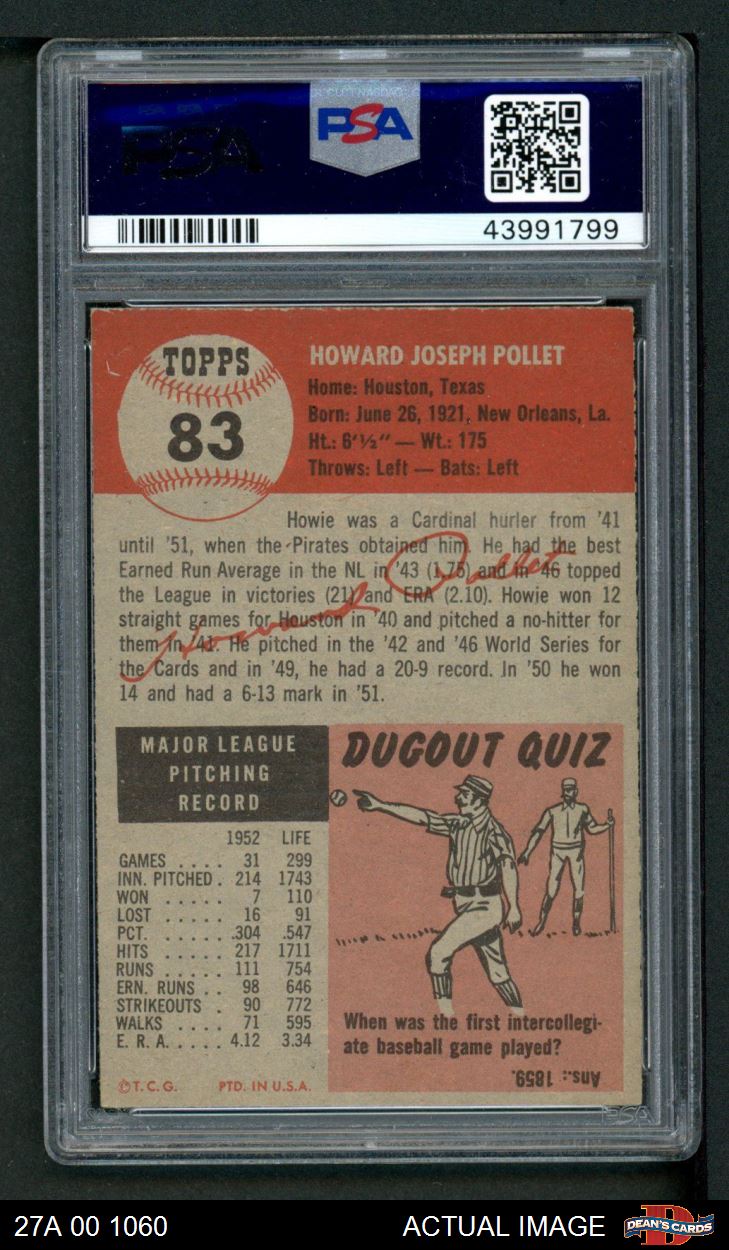 PSA
PSA
43991799
TOPPS
83
HOWARD JOSEPH POLLET
Home: Houston, Texas
Born: June 26, 1921, New Orleans, La.
Ht.: 6'½" — Wt.: 175
Throws: Left — Bats: Left
Howie was a Cardinal hurler from '41
until '51, when the Pirates obtained him. He had the best
Earned Run Average in the NL in '43 (1.75) and in '46 topped
the League in victories (21) and ERA (2.10). Howie won 12
straight games for Houston in '40 and pitched a no-hitter for
them in '41. He pitched in the '42 and '46 World Series for
the Cards and in '49, he had a 20-9 record. In '50 he won
14 and had a 6-13 mark in '51.
Howard Pollet
MAJOR LEAGUE
PITCHING
RECORD
1952 LIFE
GAMES .... 31 299
INN. PITCHED. 214 1743
WON ..... 7 110
LOST ..... 16 91
PCT. ..... .304 .547
HITS ..... 217 1711
RUNS .... 111 754
ERN. RUNS .. 98 646
STRIKEOUTS . 90 772
WALKS .... 71 595
E. R. A. .... 4.12 3.34
© T. C. G. PTD. IN U.S.A.
DUGOUT QUIZ
When was the first intercollegi-
ate baseball game played?
Ans.: 1859.
PSA
27A 00 1060
ACTUAL IMAGE
DEAN'S CARDS